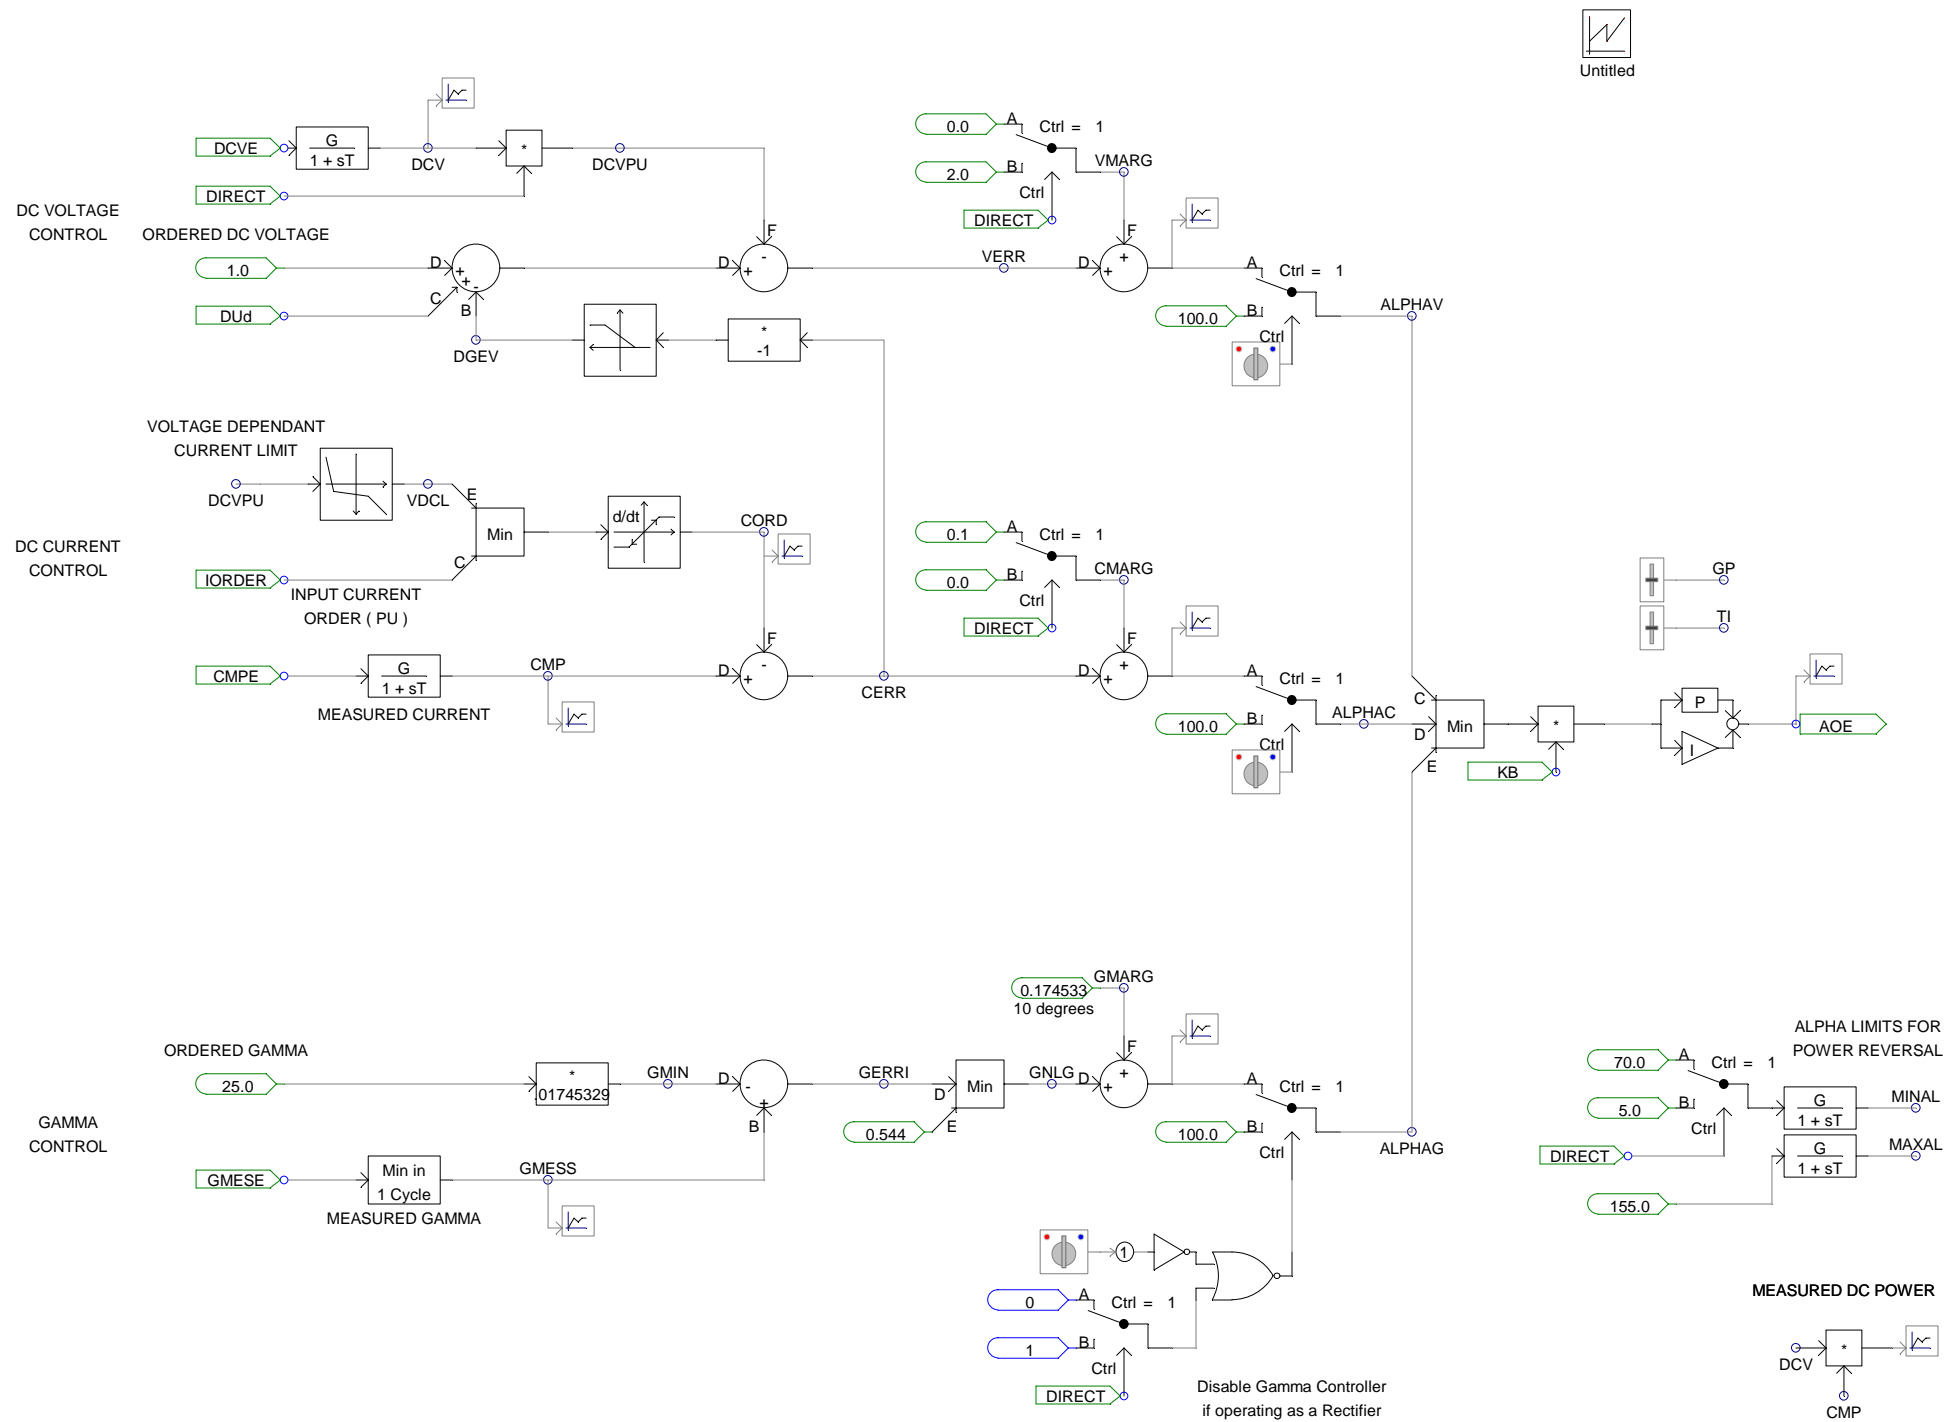 Untitled
DC VOLTAGE
CONTROL
DCVE
G
1 + sT
DCV
*
DCVPU
DIRECT
ORDERED DC VOLTAGE
1.0
D
+
+
-
C
B
DUd
DGEV
*
-1
D
+
-
F
VERR
0.0
A
Ctrl = 1
2.0
B
Ctrl
VMARG
DIRECT
F
D
+
+
A
Ctrl = 1
100.0
B
Ctrl
ALPHAV
DC CURRENT
CONTROL
VOLTAGE DEPENDANT
CURRENT LIMIT
DCVPU
VDCL
E
Min
C
d/dt
CORD
IORDER
INPUT CURRENT
ORDER ( PU )
CMPE
G
1 + sT
MEASURED CURRENT
CMP
D
+
-
F
CERR
0.1
A
Ctrl = 1
0.0
B
Ctrl
CMARG
DIRECT
F
D
+
+
A
Ctrl = 1
100.0
B
Ctrl
ALPHAC
C
D
E
Min
*
KB
GP
TI
P
I
AOE
GAMMA
CONTROL
ORDERED GAMMA
25.0
*
.01745329
GMIN
D
-
+
B
GERRI
D
Min
E
0.544
GNLG
0.174533
10 degrees
GMARG
F
D
+
+
A
Ctrl = 1
100.0
B
Ctrl
ALPHAG
GMESE
Min in
1 Cycle
MEASURED GAMMA
GMESS
1
0
A
Ctrl = 1
1
B
Ctrl
DIRECT
Disable Gamma Controller
if operating as a Rectifier
ALPHA LIMITS FOR
POWER REVERSAL
70.0
A
Ctrl = 1
5.0
B
Ctrl
DIRECT
G
1 + sT
MINAL
G
1 + sT
MAXAL
155.0
MEASURED DC POWER
DCV
*
CMP